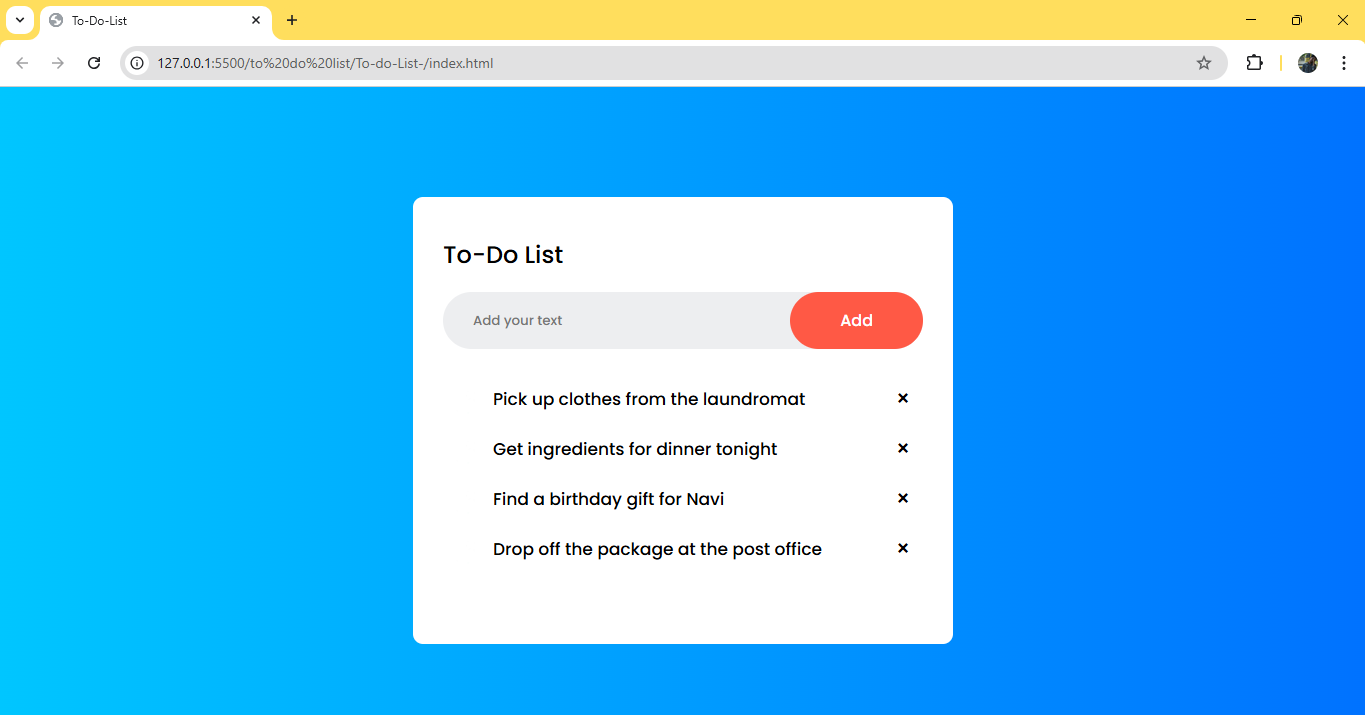 To-Do-List
127.0.0.1:5500/to%20do%20list/To-do-List-/index.html
To-Do List
Add your text
Add
Pick up clothes from the laundromat
Get ingredients for dinner tonight
Find a birthday gift for Navi
Drop off the package at the post office